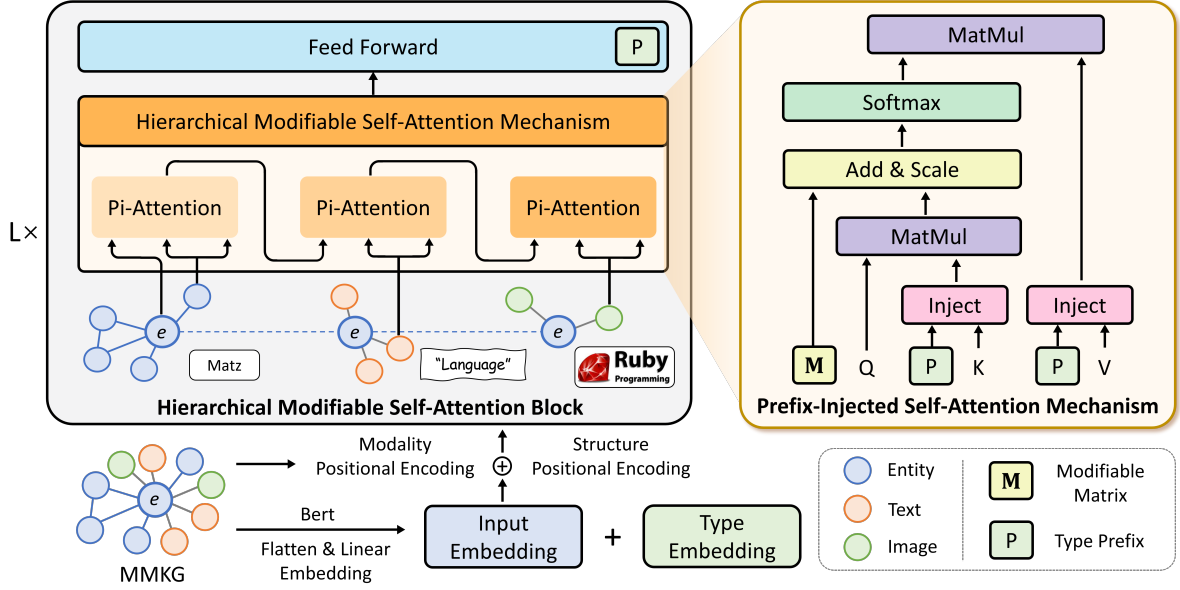 Feed Forward
P
Hierarchical Modifiable Self-Attention Mechanism
Pi-Attention
Pi-Attention
Pi-Attention
L×
e
e
e
Matz
“Language”
Ruby
Programming
Hierarchical Modifiable Self-Attention Block
MatMul
Softmax
Add & Scale
MatMul
Inject
Inject
M
Q
P
K
P
V
Prefix-Injected Self-Attention Mechanism
Modality
Positional Encoding
+
Structure
Positional Encoding
e
MMKG
Bert
Flatten & Linear
Embedding
Input
Embedding
+
Type
Embedding
Entity
Text
Image
M
Modifiable
Matrix
P
Type Prefix